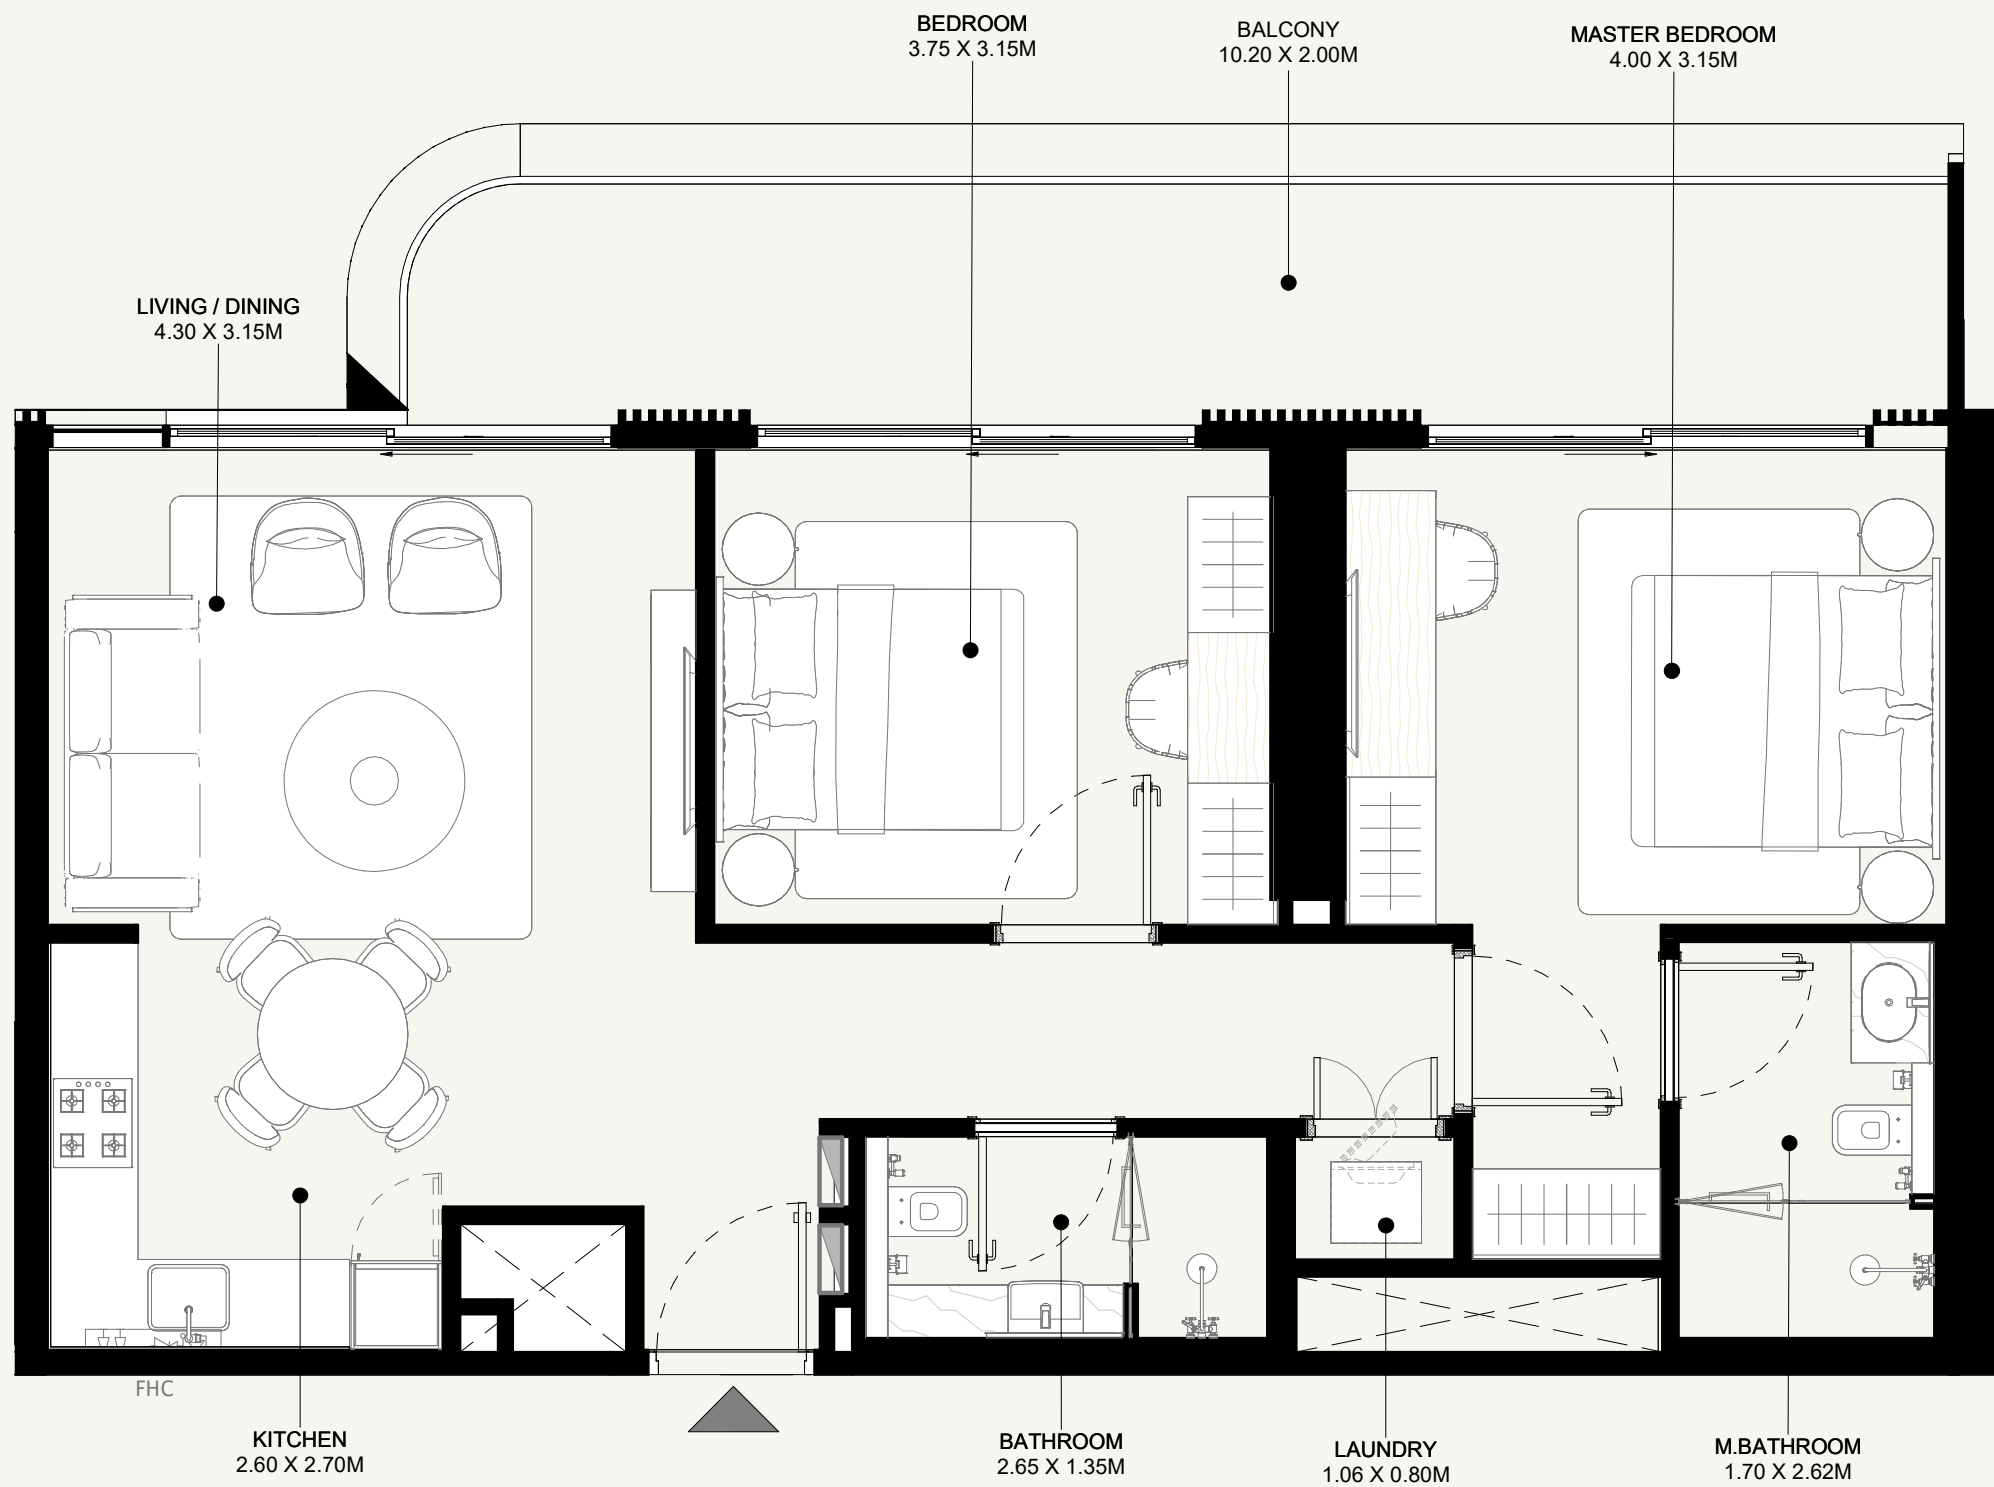 BEDROOM
3.75 X 3.15M
BALCONY
10.20 X 2.00M
MASTER BEDROOM
4.00 X 3.15M
LIVING / DINING
4.30 X 3.15M
FHC
KITCHEN
2.60 X 2.70M
BATHROOM
2.65 X 1.35M
LAUNDRY
1.06 X 0.80M
M.BATHROOM
1.70 X 2.62M